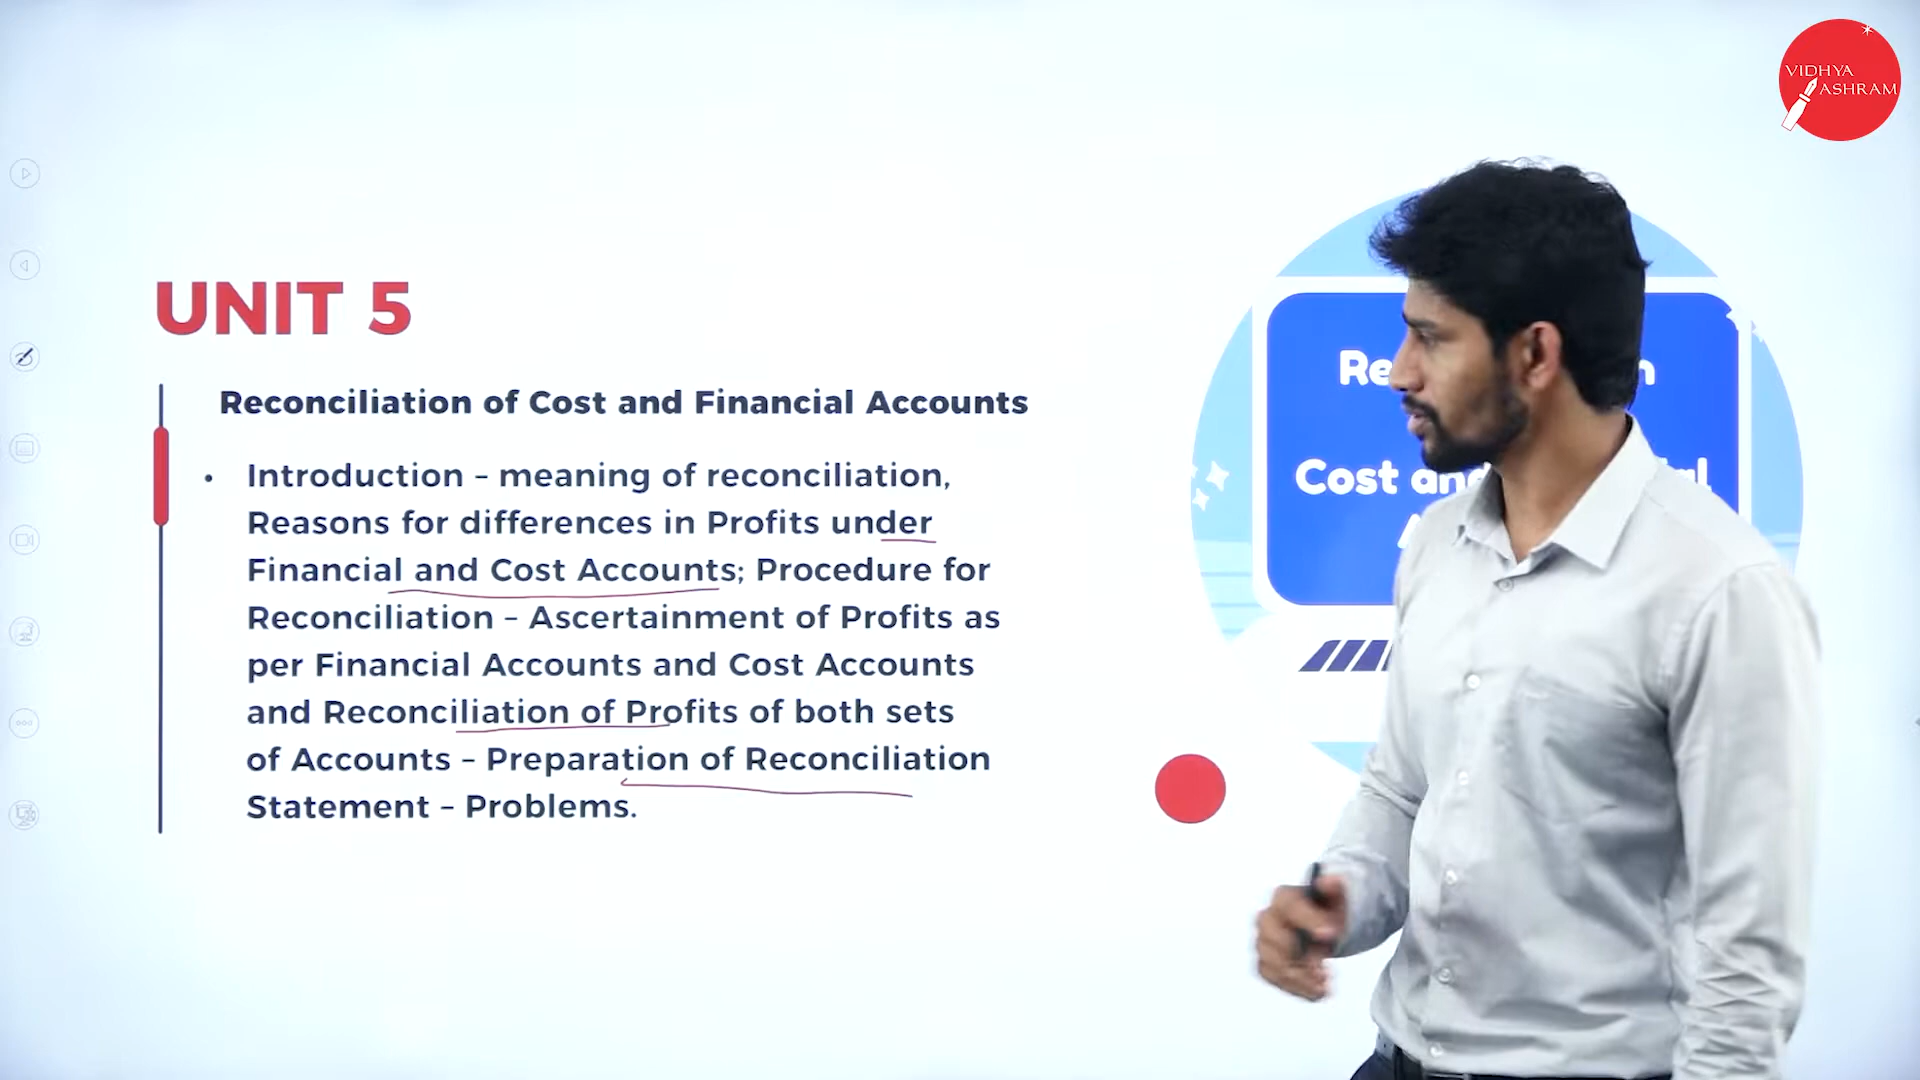 VIDHYA
ASHRAM
UNIT 5
Reconciliation of Cost and Financial Accounts
• Introduction – meaning of reconciliation,
Reasons for differences in Profits under
Financial and Cost Accounts; Procedure for
Reconciliation – Ascertainment of Profits as
per Financial Accounts and Cost Accounts
and Reconciliation of Profits of both sets
of Accounts – Preparation of Reconciliation
Statement – Problems.
Cost and